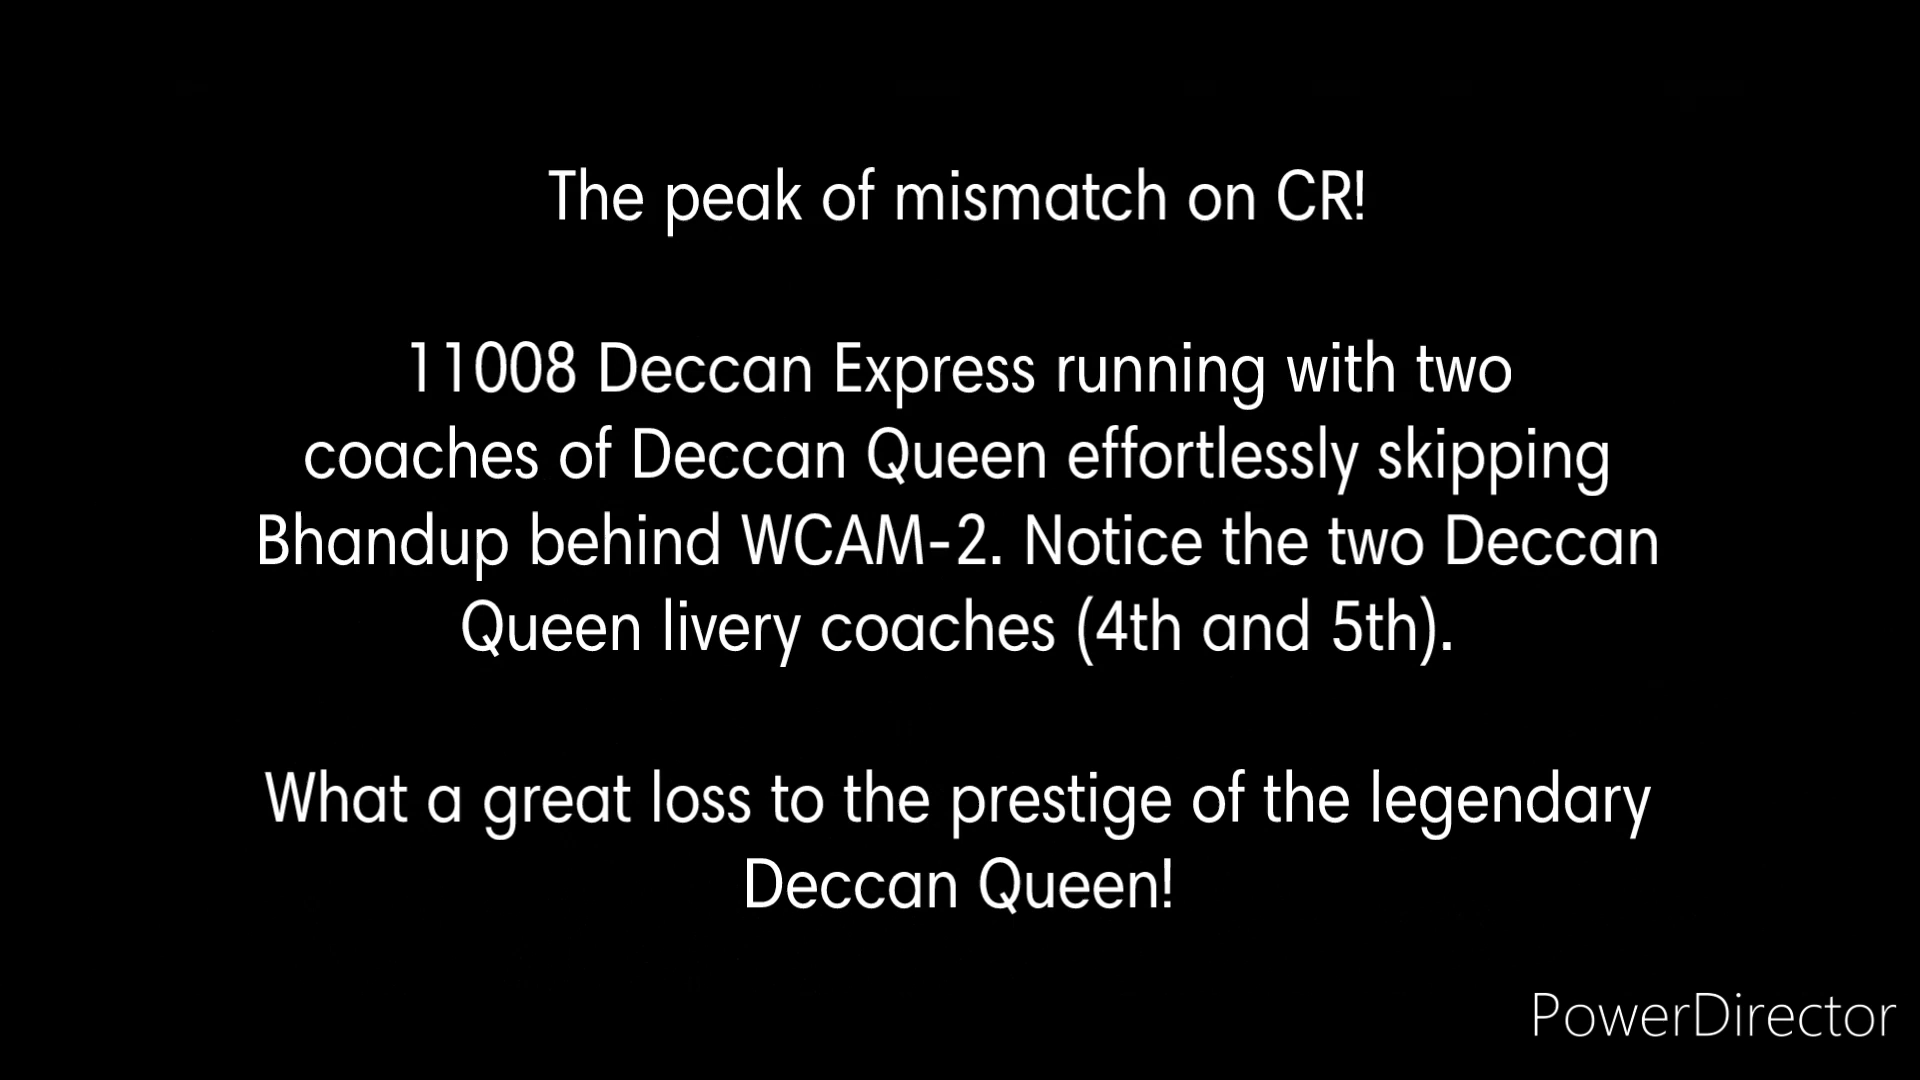 The peak of mismatch on CR!
11008 Deccan Express running with two
coaches of Deccan Queen effortlessly skipping
Bhandup behind WCAM-2. Notice the two Deccan
Queen livery coaches (4th and 5th).
What a great loss to the prestige of the legendary
Deccan Queen!
PowerDirector